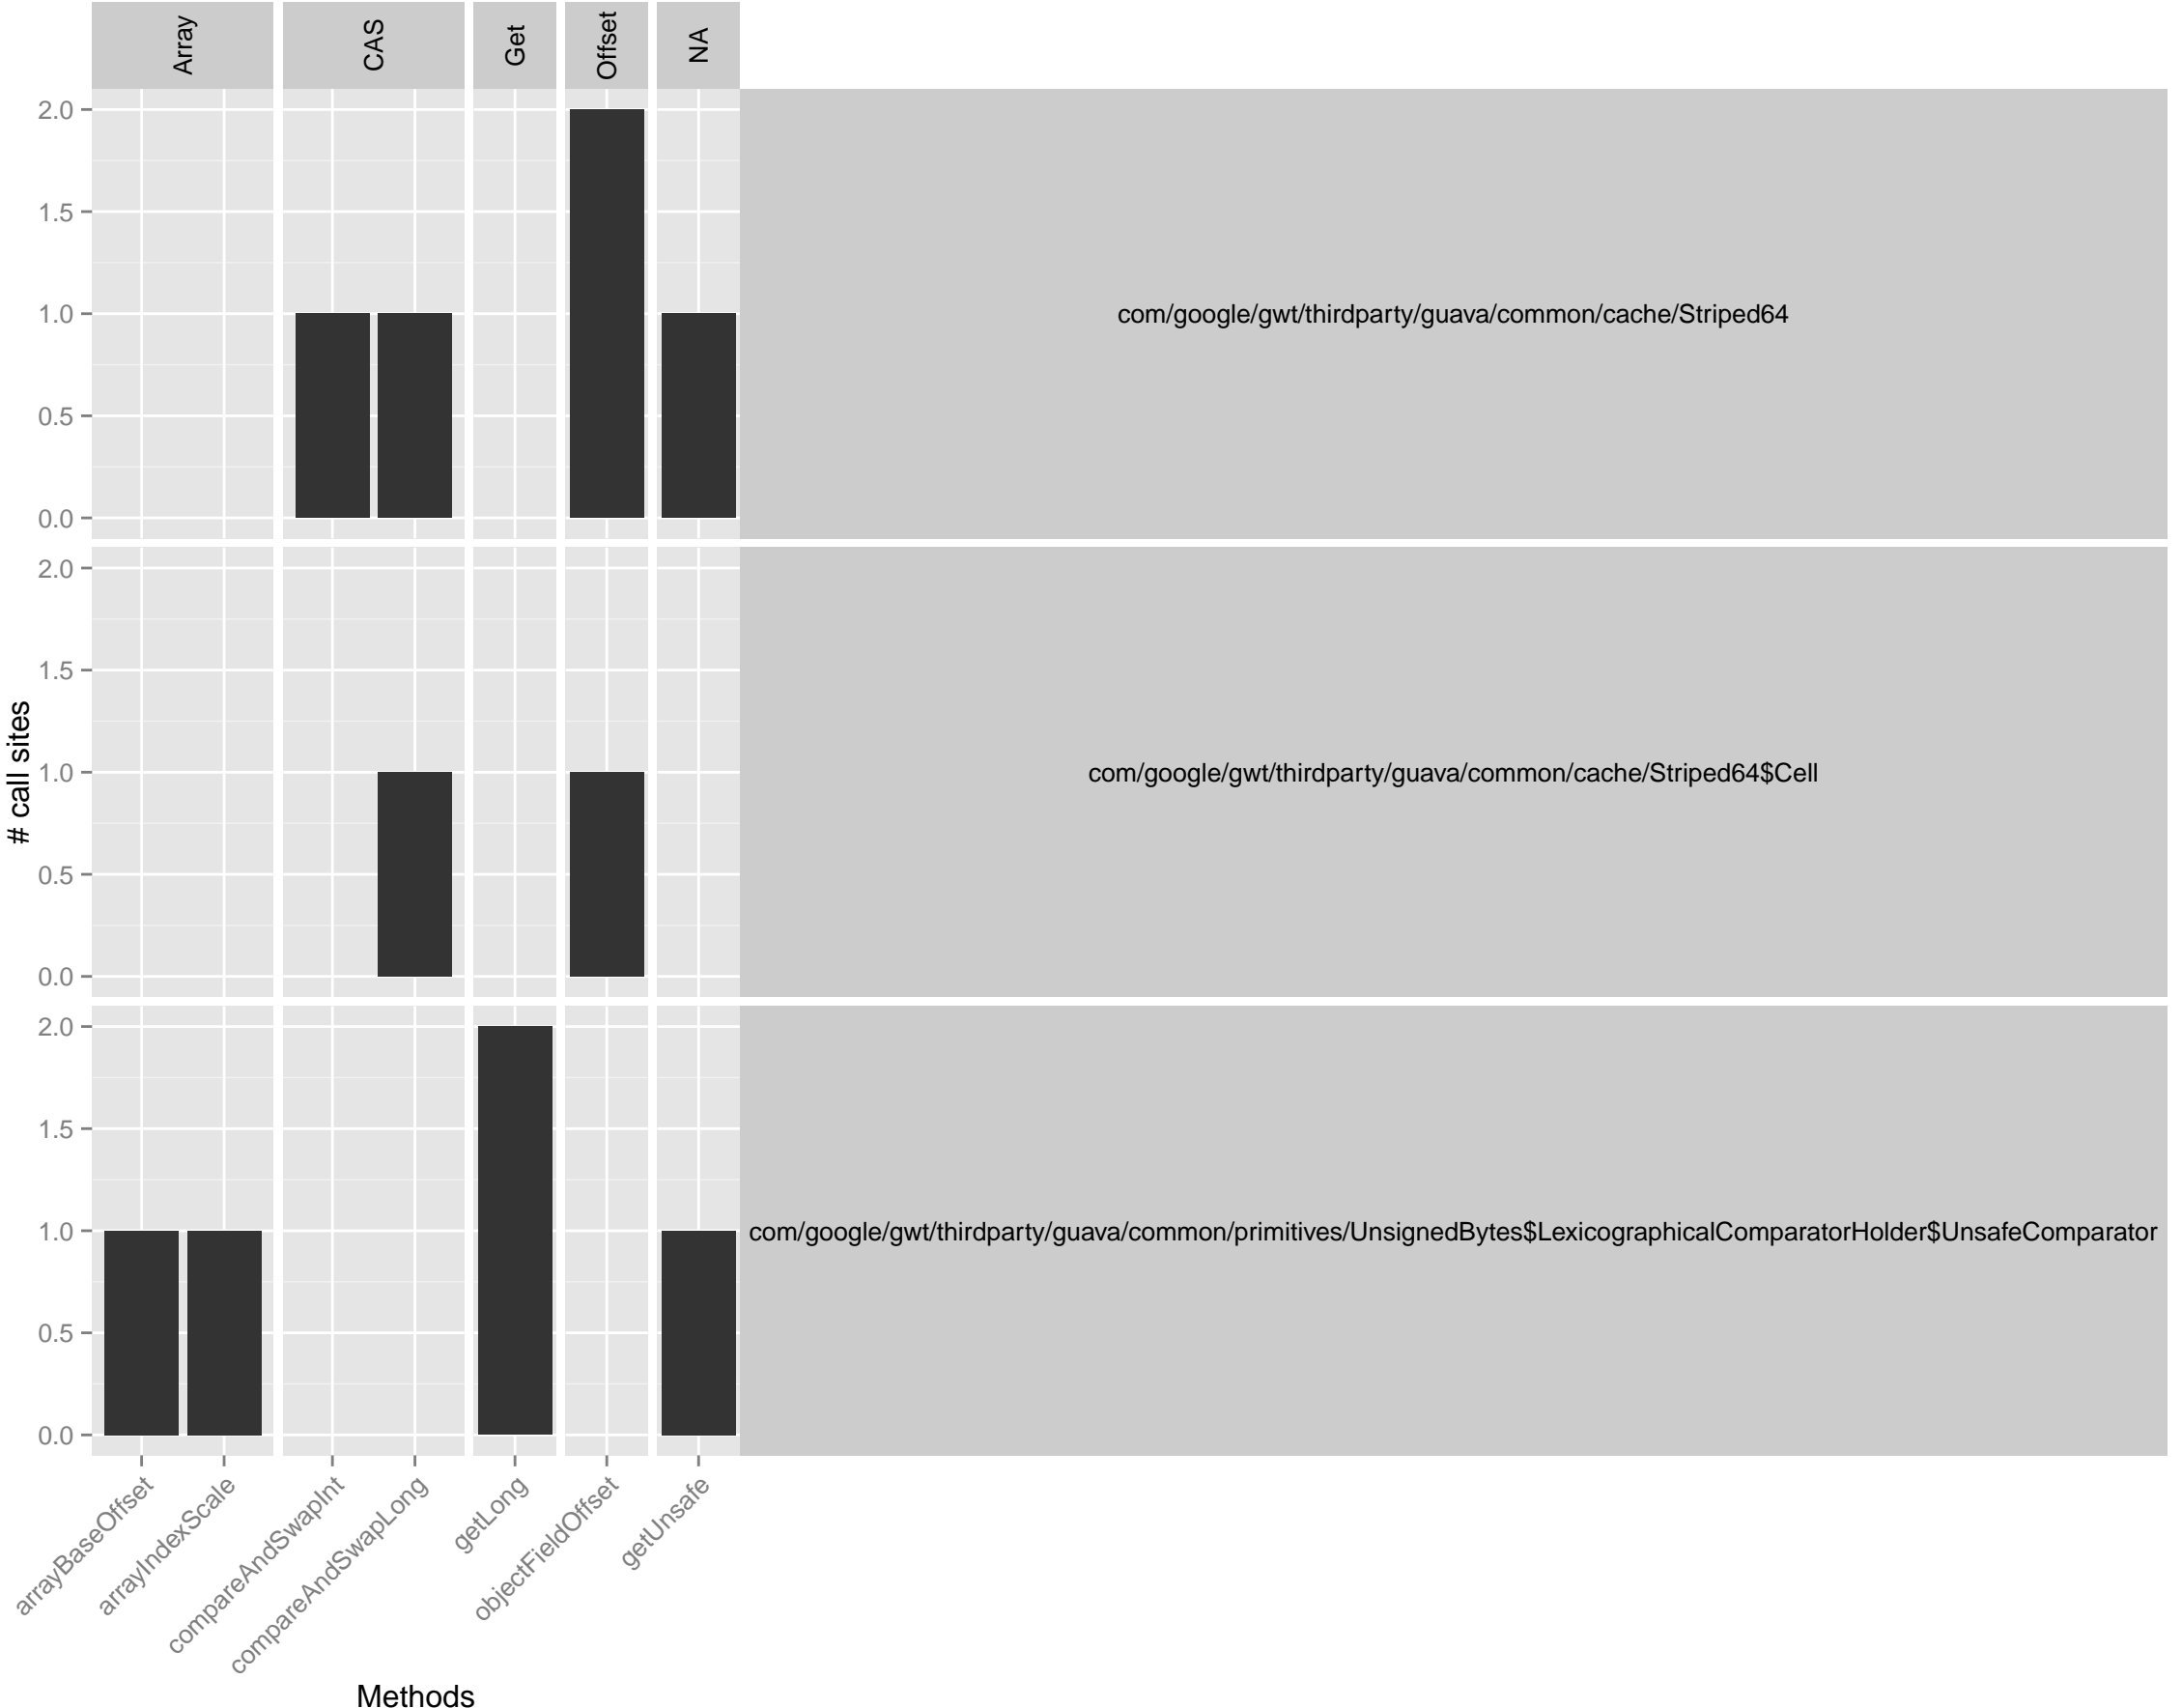 Array
CAS
Get
Offset
NA
2.0
1.5
1.0
0.5
0.0
com/google/gwt/thirdparty/guava/common/cache/Striped64
2.0
1.5
1.0
0.5
0.0
com/google/gwt/thirdparty/guava/common/cache/Striped64$Cell
2.0
1.5
1.0
0.5
0.0
com/google/gwt/thirdparty/guava/common/primitives/UnsignedBytes$LexicographicalComparatorHolder$UnsafeComparator
# call sites
arrayBaseOffset
arrayIndexScale
compareAndSwapInt
compareAndSwapLong
getLong
objectFieldOffset
getUnsafe
Methods